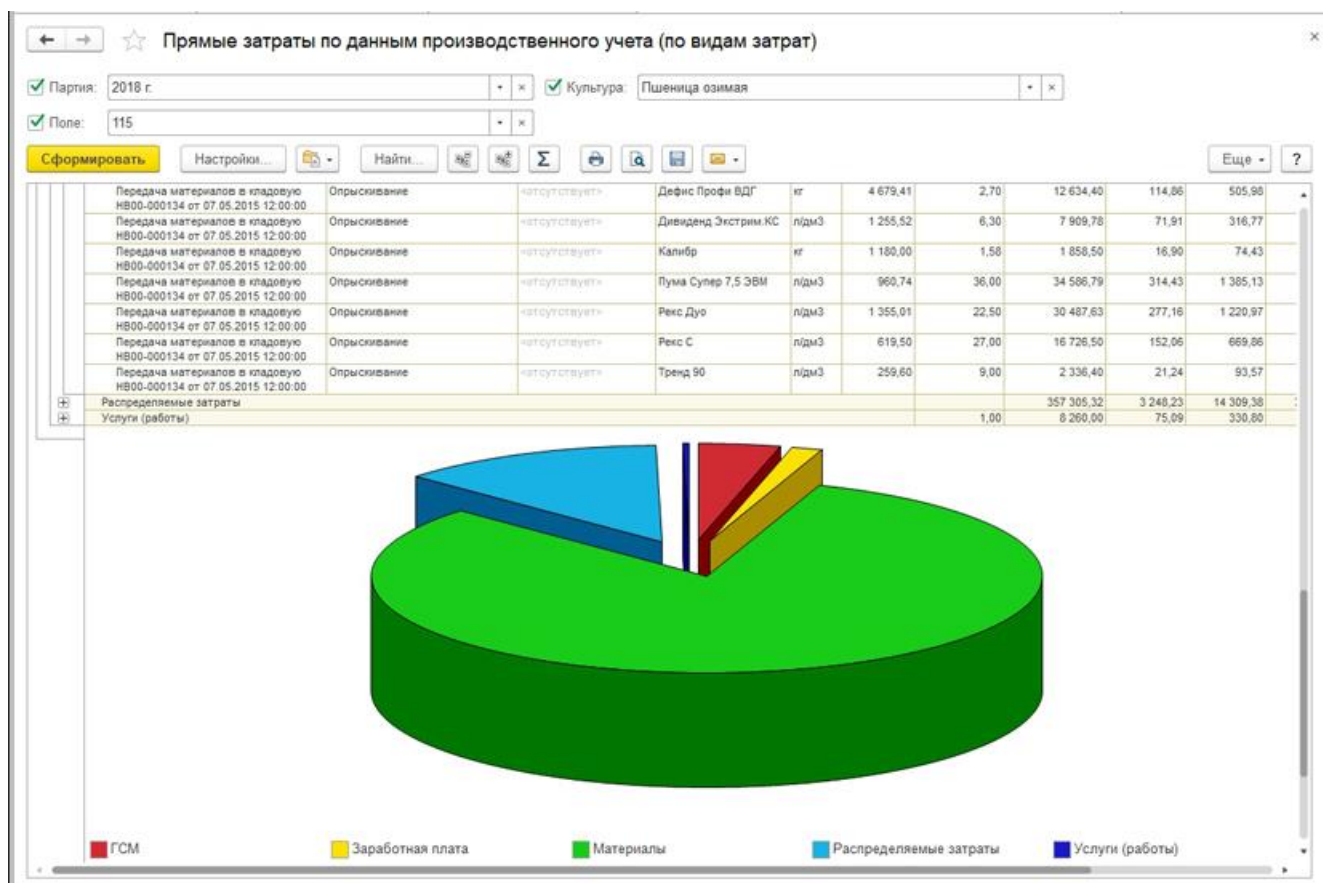 Прямые затраты по данным производственного учета (по видам затрат)
Партия: 2018 г. Культура: Пшеница озимая
Поле: 115
Сформировать Настройки... Найти... Еще ?
Передача материалов в кладовую Опрыскивание <отсутствует> Дефис Профи ВДГ кг 4 679,41 2,70 12 634,40 114,86 505,98
НВ00-000134 от 07.05.2015 12:00:00
Передача материалов в кладовую Опрыскивание <отсутствует> Дивиденд Экстрим.КС л/дм3 1 255,52 6,30 7 909,78 71,91 316,77
НВ00-000134 от 07.05.2015 12:00:00
Передача материалов в кладовую Опрыскивание <отсутствует> Калибр кг 1 180,00 1,58 1 858,50 16,90 74,43
НВ00-000134 от 07.05.2015 12:00:00
Передача материалов в кладовую Опрыскивание <отсутствует> Пума Супер 7,5 ЭВМ л/дм3 960,74 36,00 34 586,79 314,43 1 385,13
НВ00-000134 от 07.05.2015 12:00:00
Передача материалов в кладовую Опрыскивание <отсутствует> Рекс Дуо л/дм3 1 355,01 22,50 30 487,63 277,16 1 220,97
НВ00-000134 от 07.05.2015 12:00:00
Передача материалов в кладовую Опрыскивание <отсутствует> Рекс С л/дм3 619,50 27,00 16 726,50 152,06 669,86
НВ00-000134 от 07.05.2015 12:00:00
Передача материалов в кладовую Опрыскивание <отсутствует> Тренд 90 л/дм3 259,60 9,00 2 336,40 21,24 93,57
НВ00-000134 от 07.05.2015 12:00:00
Распределяемые затраты 357 305,32 3 248,23 14 309,38
Услуги (работы) 1,00 8 260,00 75,09 330,80
ГСМ Заработная плата Материалы Распределяемые затраты Услуги (работы)